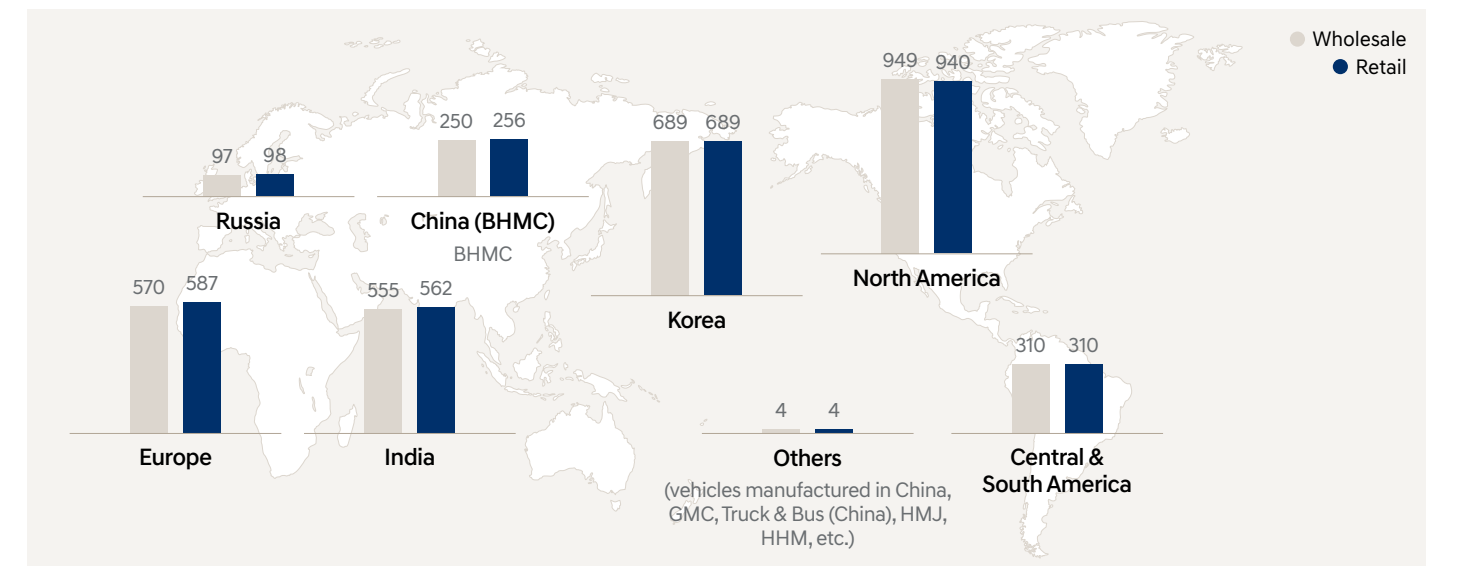 Wholesale
Retail
949 940
North America
689 689
Korea
250 256
China (BHMC)
BHMC
97 98
Russia
570 587
Europe
555 562
India
4 4
Others
(vehicles manufactured in China,
GMC, Truck & Bus (China), HMJ,
HHM, etc.)
310 310
Central &
South America